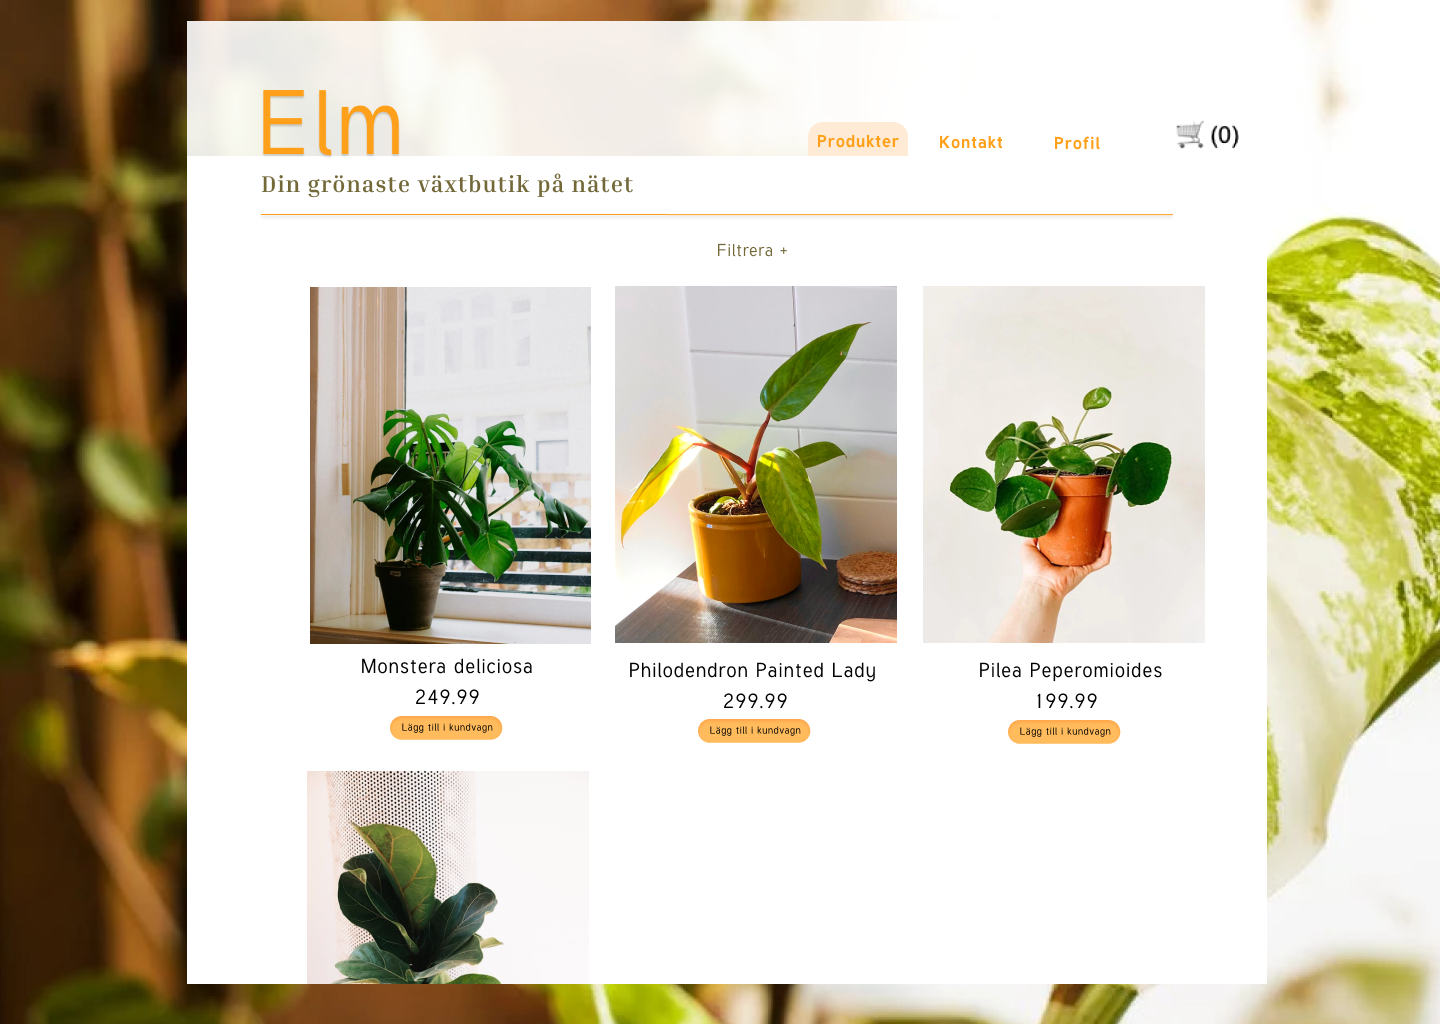 Elm
Produkter
Kontakt
Profil
(0)
Din grönaste växtbutik på nätet
Filtrera +
Monstera deliciosa
249.99
Lägg till i kundvagn
Philodendron Painted Lady
299.99
Lägg till i kundvagn
Pilea Peperomioides
199.99
Lägg till i kundvagn